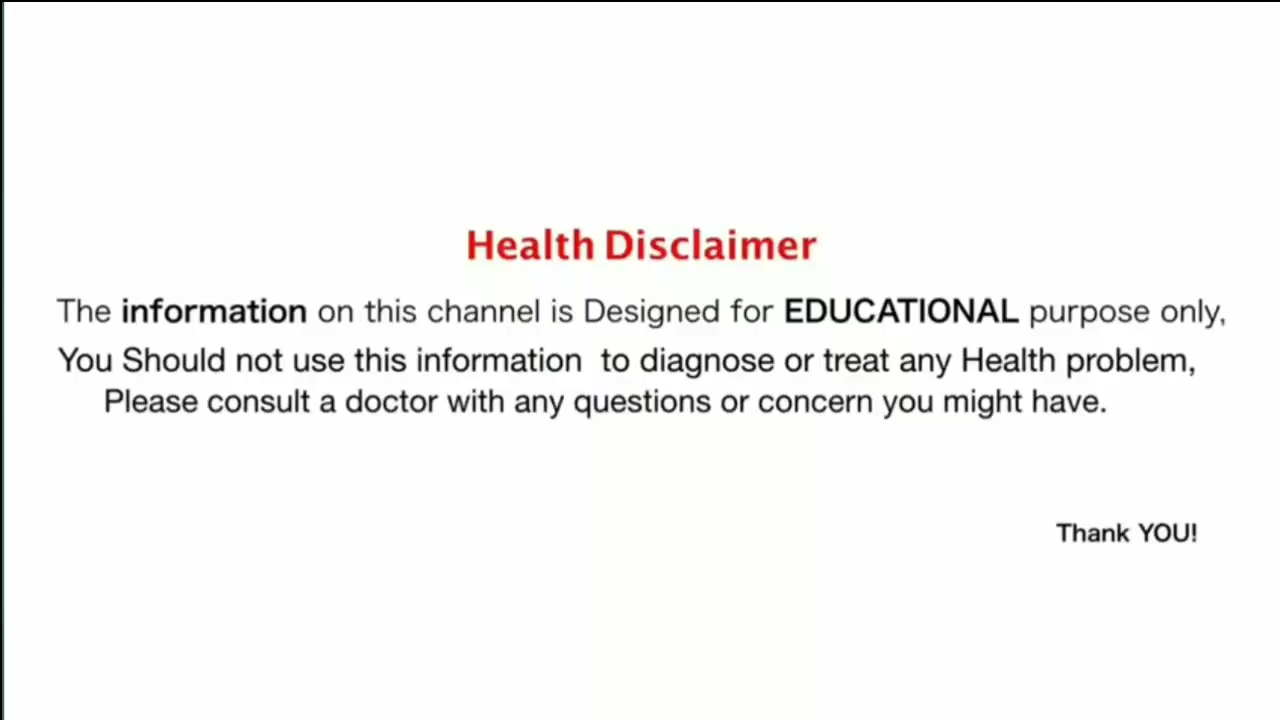 Health Disclaimer
The information on this channel is Designed for EDUCATIONAL purpose only,
You Should not use this information to diagnose or treat any Health problem,
Please consult a doctor with any questions or concern you might have.
Thank YOU!